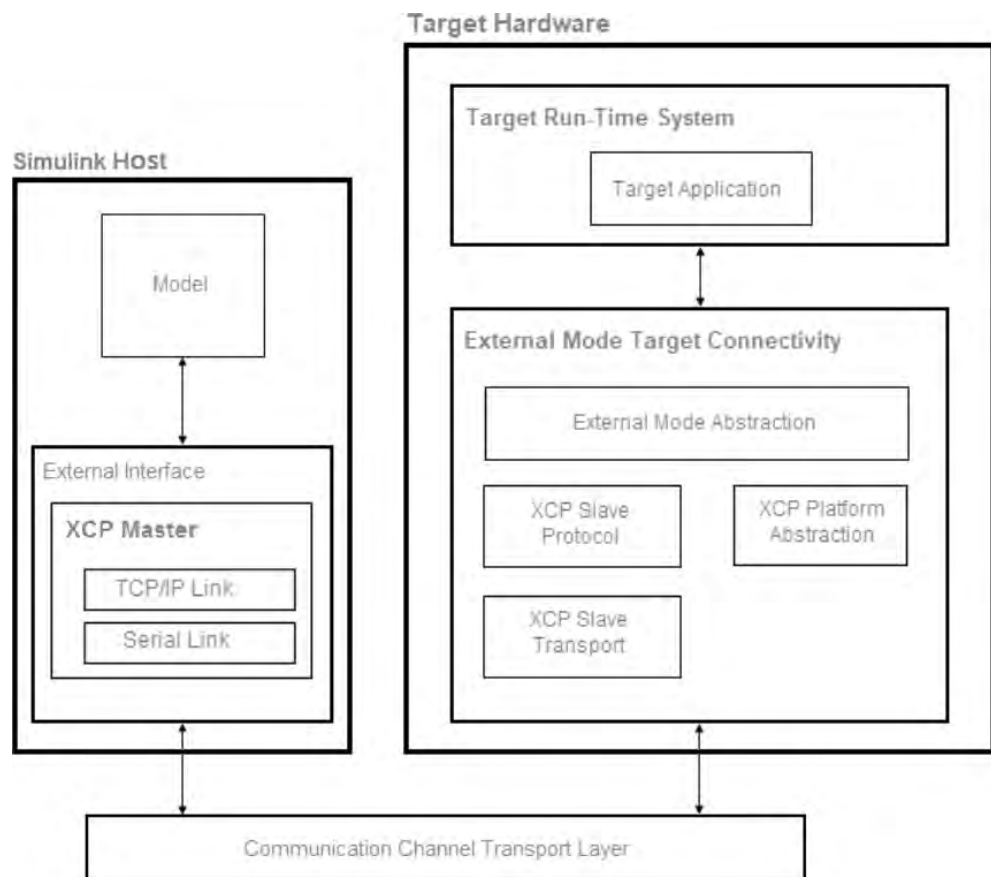 Target Hardware
Target Run-Time System
Target Application
Simulink Host
Model
External Mode Target Connectivity
External Mode Abstraction
External Interface
XCP Master
TCP/IP Link
Serial Link
XCP Slave
Protocol
XCP Platform
Abstraction
XCP Slave
Transport
Communication Channel Transport Layer